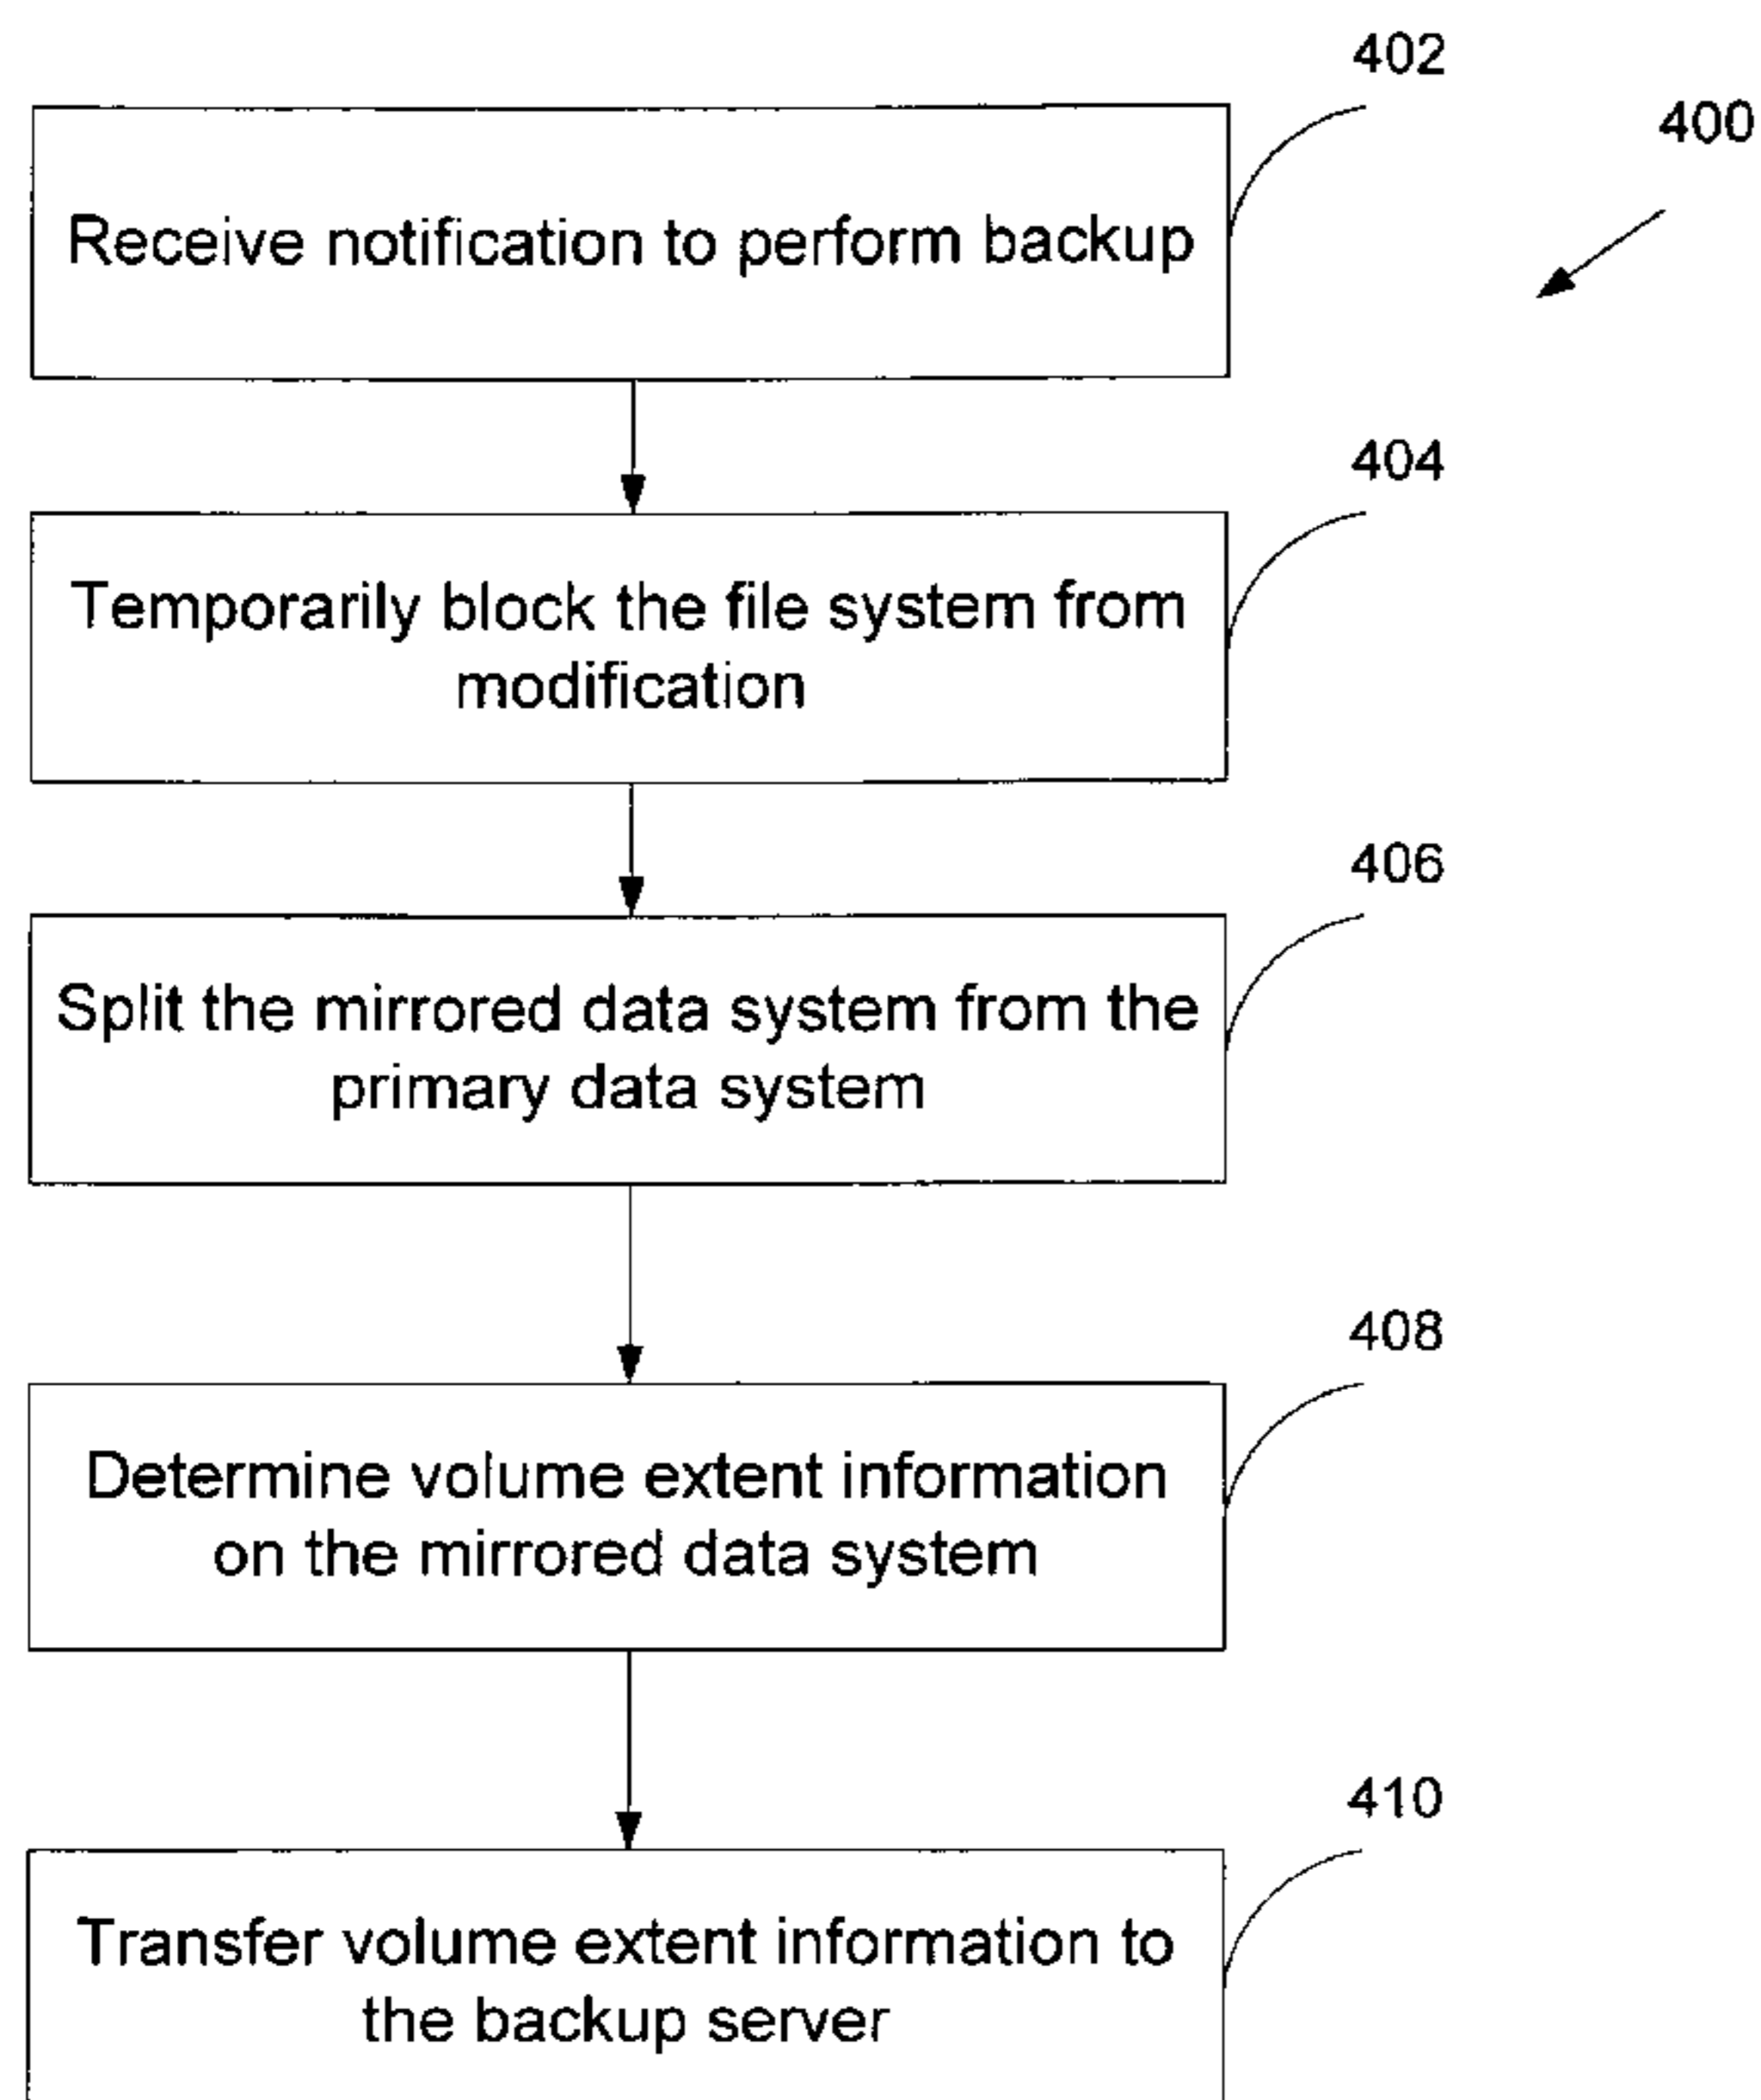 402
400
Receive notification to perform backup
404
Temporarily block the file system from
modification
406
Split the mirrored data system from the
primary data system
408
Determine volume extent information
on the mirrored data system
410
Transfer volume extent information to
the backup server